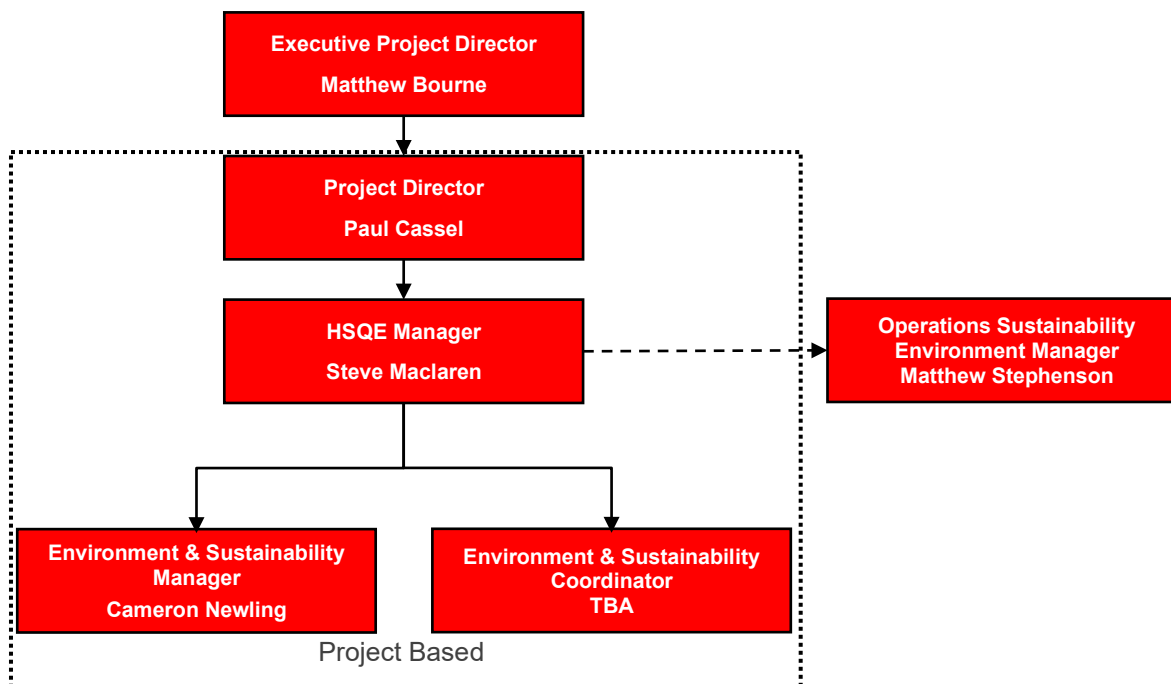 Executive Project Director
Matthew Bourne
Project Director
Paul Cassel
HSQE Manager
Steve Maclaren
Operations Sustainability
Environment Manager
Matthew Stephenson
Environment & Sustainability
Manager
Cameron Newling
Environment & Sustainability
Coordinator
TBA
Project Based